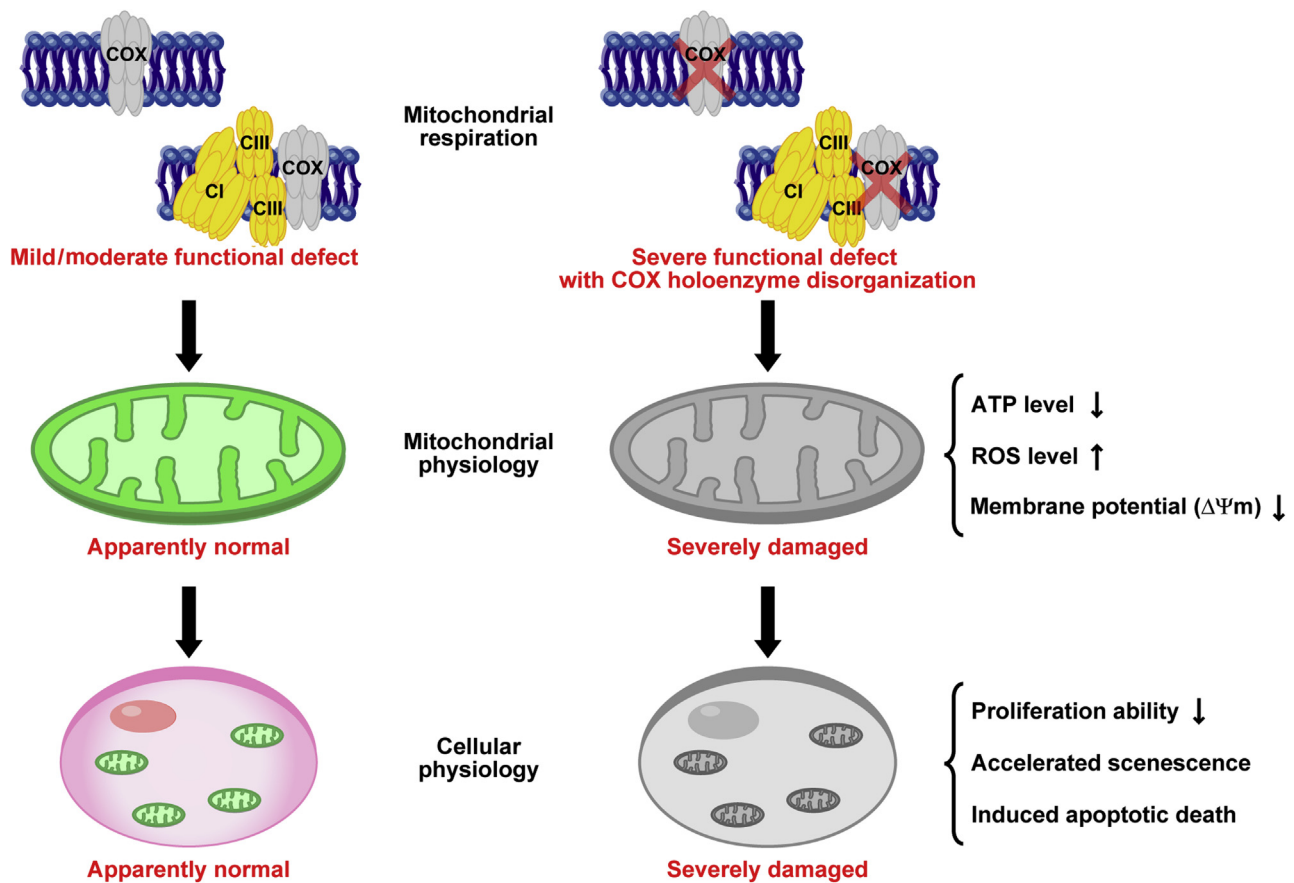 COX
COX
Mitochondrial
respiration
CIII
COX
CI
CIII
CIII
COX
CI
CIII
Mild/moderate functional defect
Severe functional defect
with COX holoenzyme disorganization
Mitochondrial
physiology
ATP level ↓
ROS level ↑
Membrane potential (ΔΨm) ↓
Apparently normal
Severely damaged
Cellular
physiology
Proliferation ability ↓
Accelerated scenescence
Induced apoptotic death
Apparently normal
Severely damaged